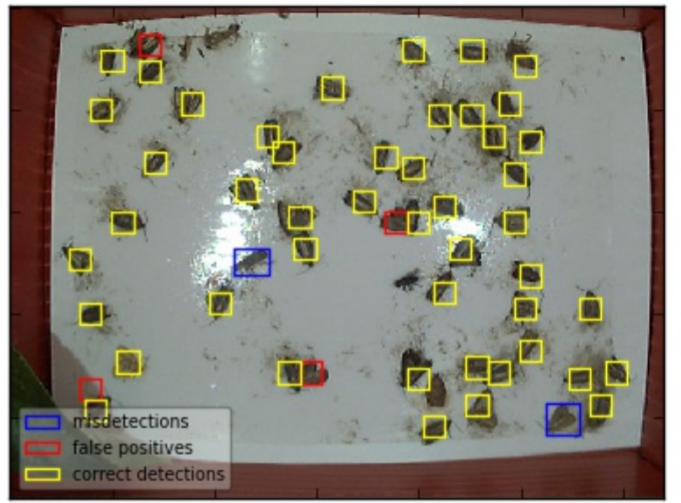 misdetections
false positives
correct detections